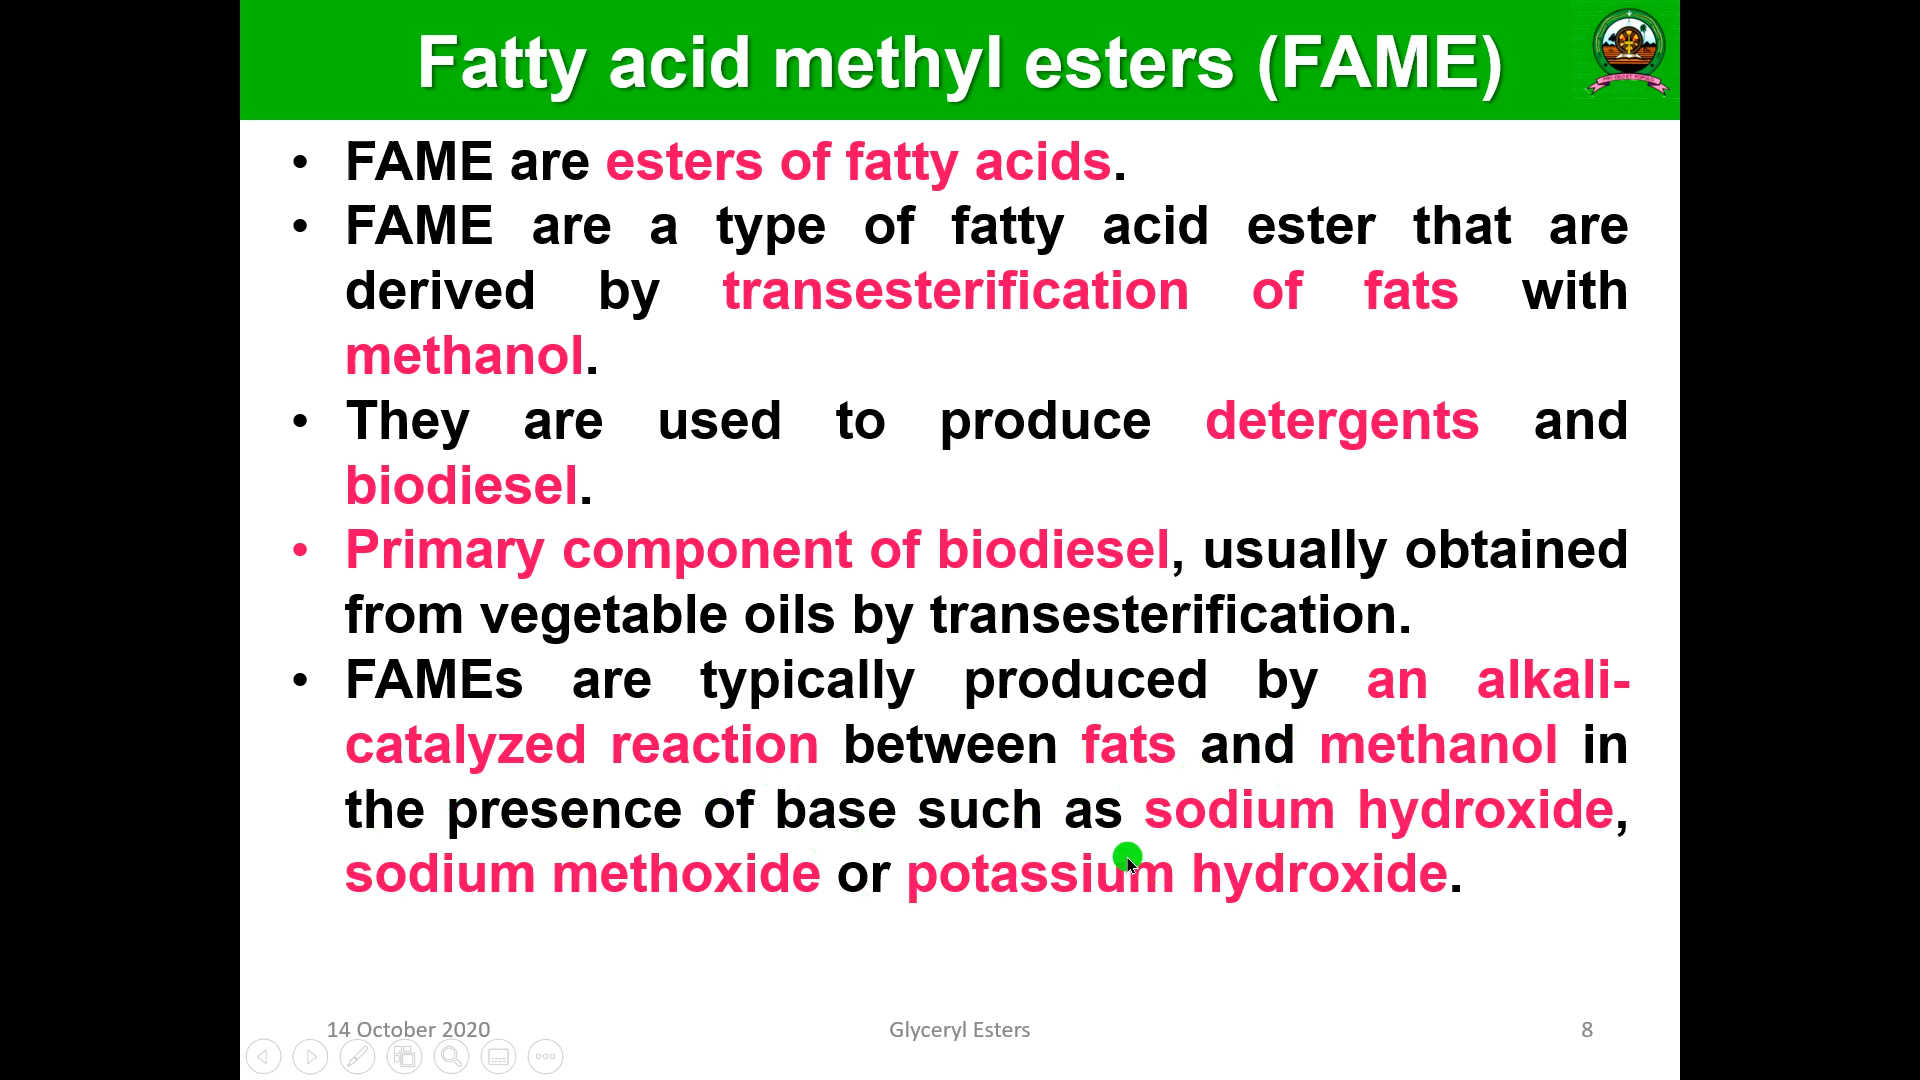 Fatty acid methyl esters (FAME)
• FAME are esters of fatty acids.
• FAME are a type of fatty acid ester that are
derived by transesterification of fats with
methanol.
• They are used to produce detergents and
biodiesel.
• Primary component of biodiesel, usually obtained
from vegetable oils by transesterification.
• FAMEs are typically produced by an alkali-
catalyzed reaction between fats and methanol in
the presence of base such as sodium hydroxide,
sodium methoxide or potassium hydroxide.
14 October 2020
Glyceryl Esters
8